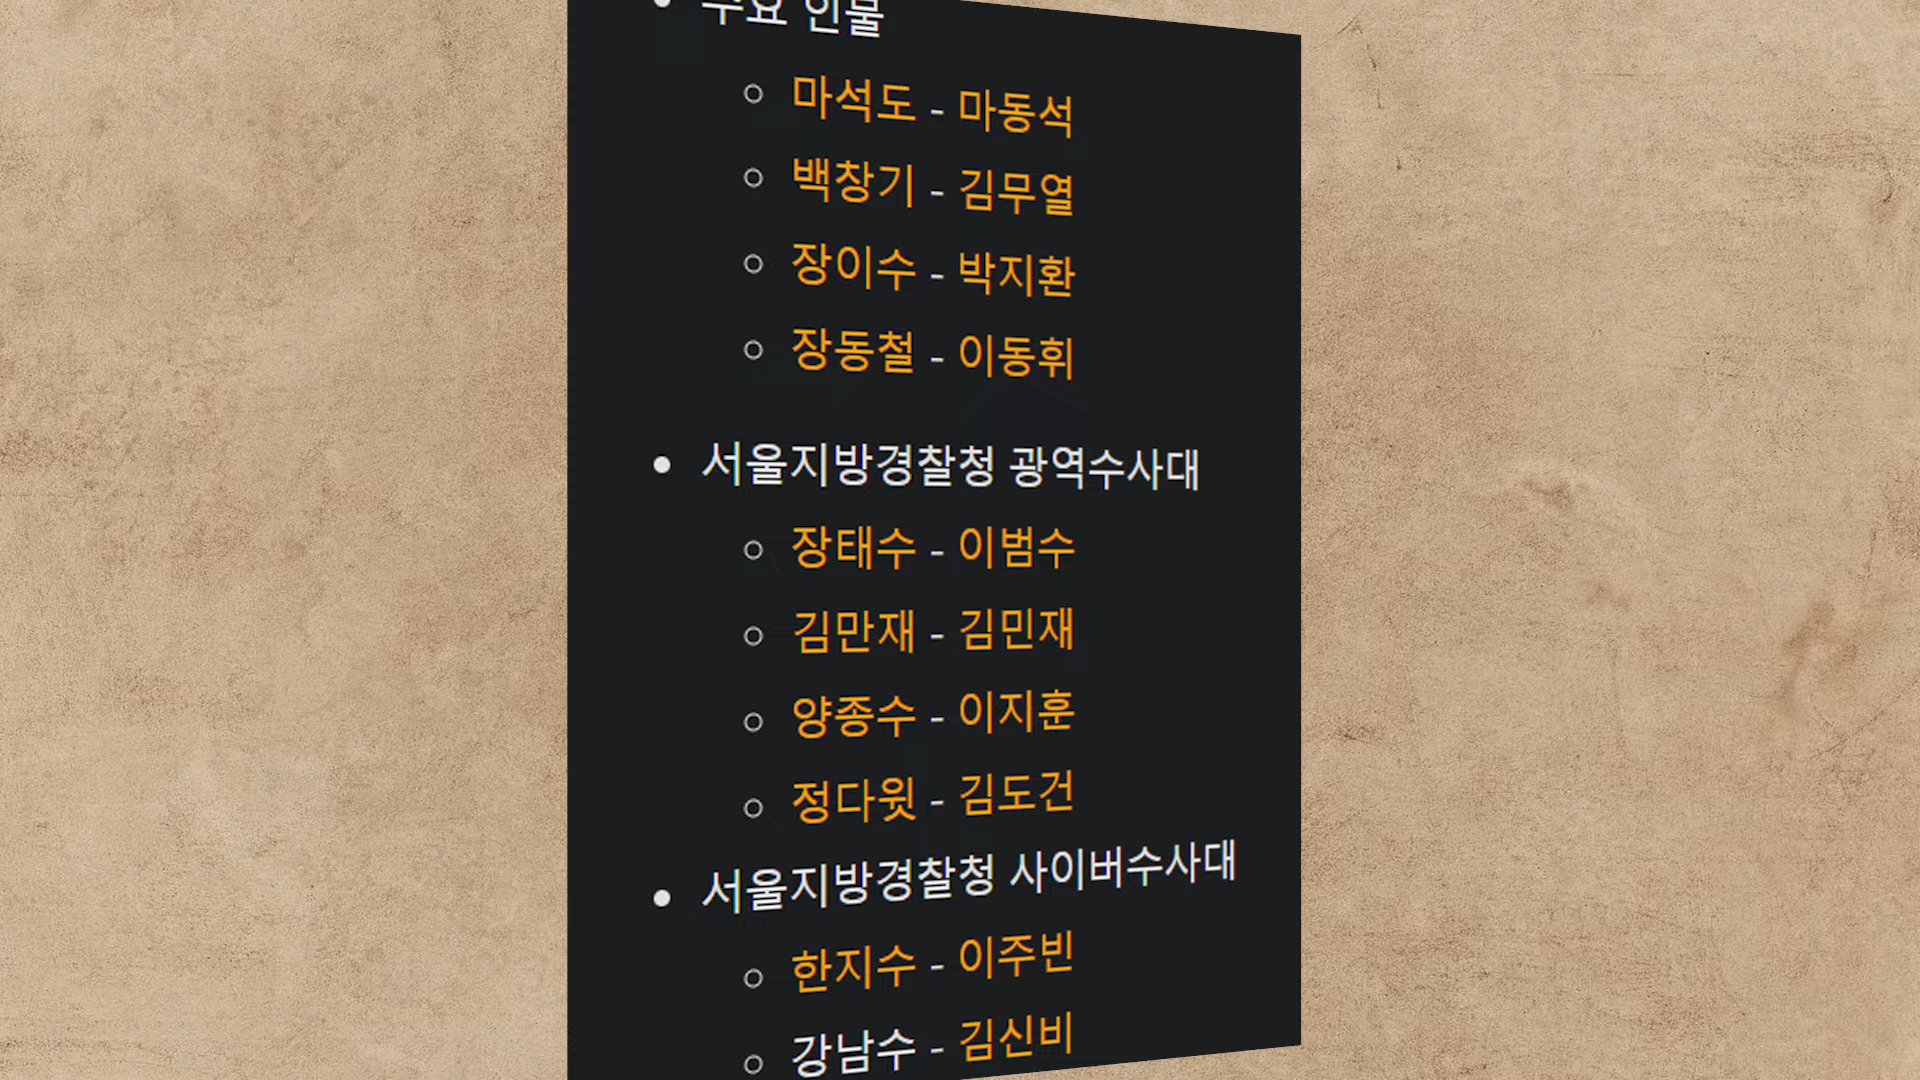 주요 인물
마석도 - 마동석
백창기 - 김무열
장이수 - 박지환
장동철 - 이동휘
서울지방경찰청 광역수사대
장태수 - 이범수
김만재 - 김민재
양종수 - 이지훈
정다윗 - 김도건
서울지방경찰청 사이버수사대
한지수 - 이주빈
강남수 - 김신비